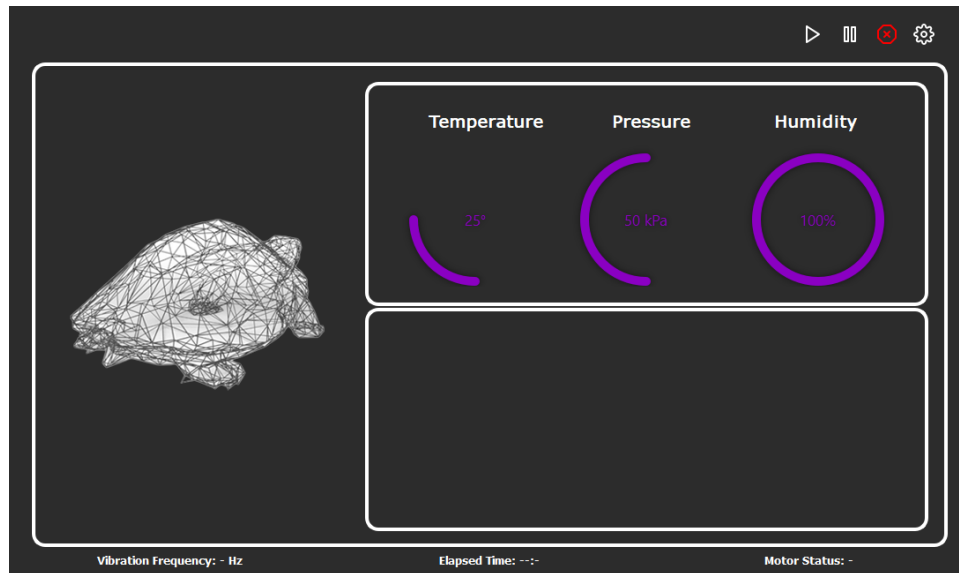 Temperature Pressure Humidity
25° 50 kPa 100%
Vibration Frequency: - Hz Elapsed Time: --:- Motor Status: -